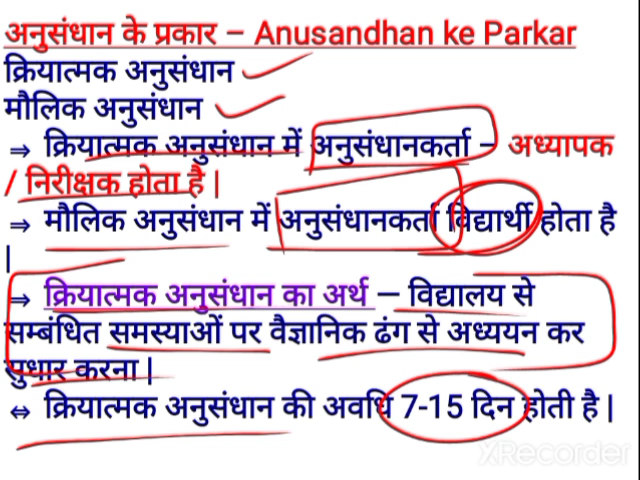 अनुसंधान के प्रकार – Anusandhan ke Parkar
क्रियात्मक अनुसंधान
मौलिक अनुसंधान
⇒ क्रियात्मक अनुसंधान में अनुसंधानकर्ता – अध्यापक
/ निरीक्षक होता है |
⇒ मौलिक अनुसंधान में अनुसंधानकर्ता विद्यार्थी होता है
|
⇒ क्रियात्मक अनुसंधान का अर्थ – विद्यालय से
सम्बंधित समस्याओं पर वैज्ञानिक ढंग से अध्ययन कर
सुधार करना |
⇔ क्रियात्मक अनुसंधान की अवधि 7-15 दिन होती है |
XRecorder